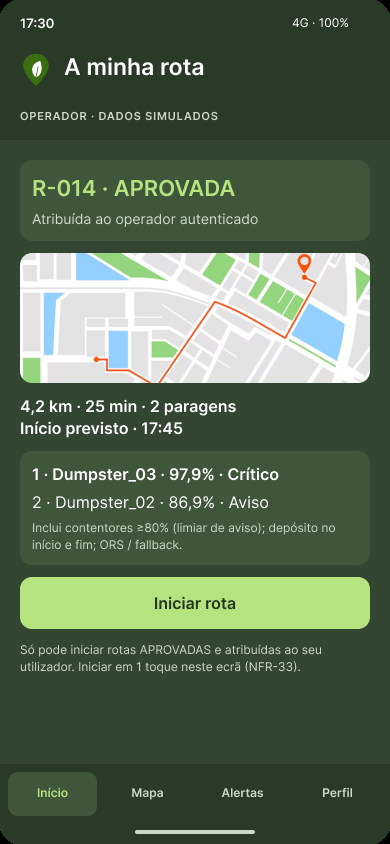 17:30
4G · 100%
A minha rota
OPERADOR · DADOS SIMULADOS
R-014 · APROVADA
Atribuída ao operador autenticado
4,2 km · 25 min · 2 paragens
Início previsto · 17:45
1 · Dumpster_03 · 97,9% · Crítico
2 · Dumpster_02 · 86,9% · Aviso
Inclui contentores ≥80% (limiar de aviso); depósito no
início e fim; ORS / fallback.
Iniciar rota
Só pode iniciar rotas APROVADAS e atribuídas ao seu
utilizador. Iniciar em 1 toque neste ecrã (NFR-33).
Início
Mapa
Alertas
Perfil